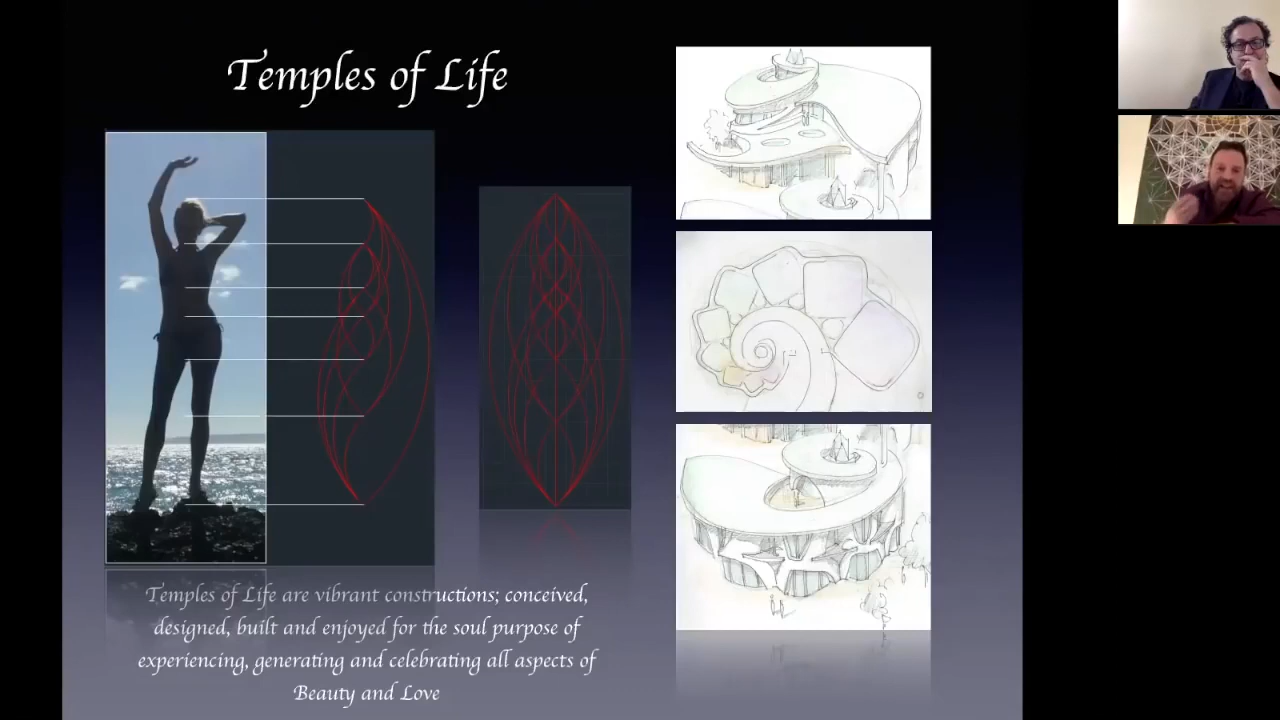 Temples of Life
Temples of Life are vibrant constructions; conceived,
designed, built and enjoyed for the soul purpose of
experiencing, generating and celebrating all aspects of
Beauty and Love